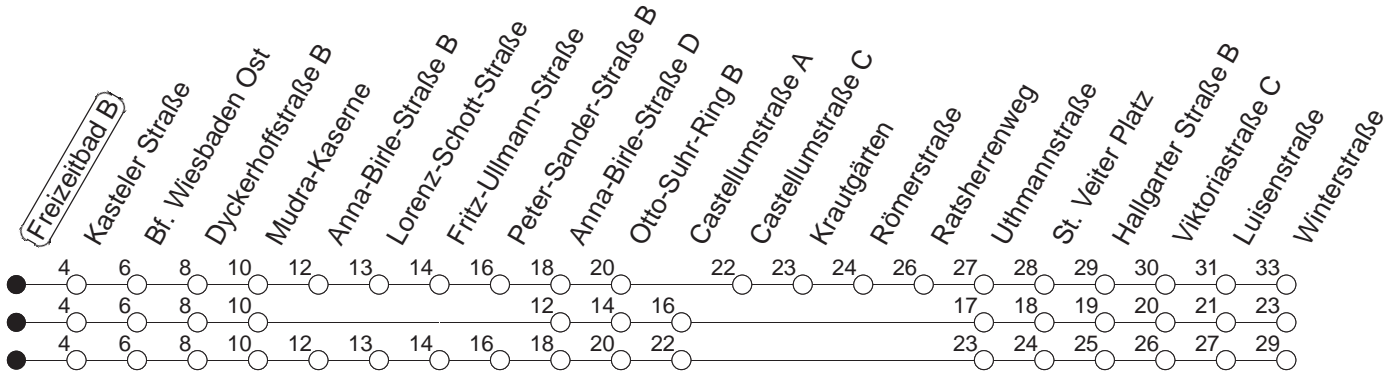 Freizeitbad B
Kasteler Straße
Bf. Wiesbaden Ost
Dyckerhoffstraße B
Mudra-Kaserne
Anna-Birle-Straße B
Lorenz-Schott-Straße
Fritz-Ullmann-Straße
Peter-Sander-Straße B
Anna-Birle-Straße D
Otto-Suhr-Ring B
Castellumstraße A
Castellumstraße C
Krautgärten
Römerstraße
Ratsherrenweg
Uthmannstraße
St. Veiter Platz
Hallgarter Straße B
Viktoriastraße C
Luisenstraße
Winterstraße
4 6 8 10 12 13 14 16 18 20 22 23 24 26 27 28 29 30 31 33
4 6 8 10 12 14 16 17 18 19 20 21 23
4 6 8 10 12 13 14 16 18 20 22 23 24 25 26 27 29